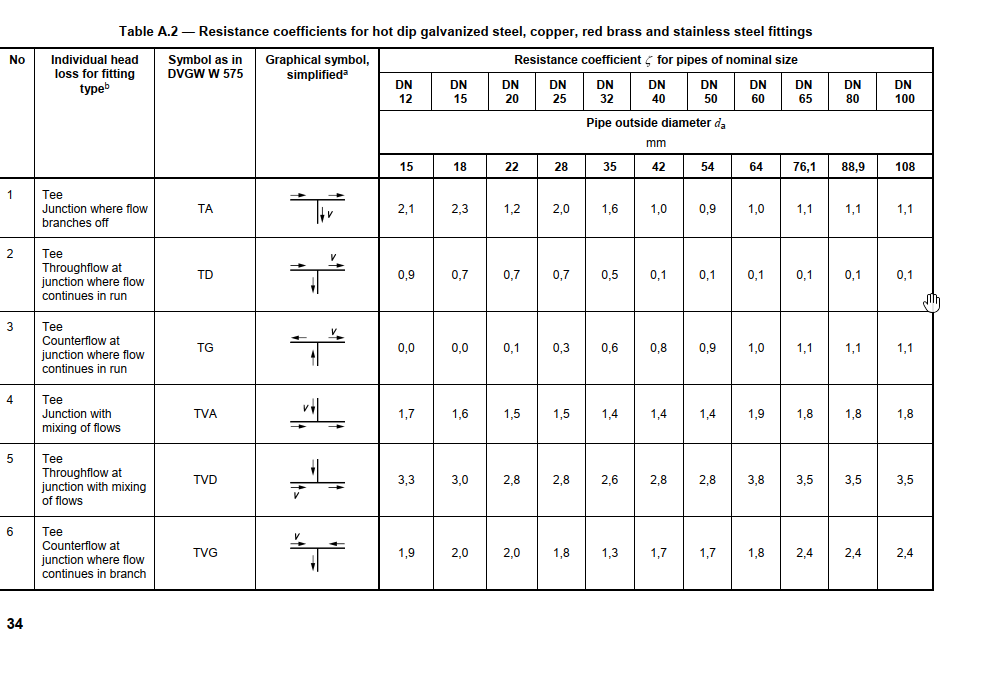 Table A.2 — Resistance coefficients for hot dip galvanized steel, copper, red brass and stainless steel fittings
No
Individual head
loss for fitting
typeb
Symbol as in
DVGW W 575
Graphical symbol,
simplifieda
Resistance coefficient ζ for pipes of nominal size
DN DN DN DN DN DN DN DN DN DN DN
12 15 20 25 32 40 50 60 65 80 100
Pipe outside diameter da
mm
15 18 22 28 35 42 54 64 76,1 88,9 108
1
Tee
Junction where flow
branches off
TA
v
2,1 2,3 1,2 2,0 1,6 1,0 0,9 1,0 1,1 1,1 1,1
2
Tee
Throughflow at
junction where flow
continues in run
TD
v
0,9 0,7 0,7 0,7 0,5 0,1 0,1 0,1 0,1 0,1 0,1
3
Tee
Counterflow at
junction where flow
continues in run
TG
v
0,0 0,0 0,1 0,3 0,6 0,8 0,9 1,0 1,1 1,1 1,1
4
Tee
Junction with
mixing of flows
TVA
v
1,7 1,6 1,5 1,5 1,4 1,4 1,4 1,9 1,8 1,8 1,8
5
Tee
Throughflow at
junction with mixing
of flows
TVD
v
3,3 3,0 2,8 2,8 2,6 2,8 2,8 3,8 3,5 3,5 3,5
6
Tee
Counterflow at
junction where flow
continues in branch
TVG
v
1,9 2,0 2,0 1,8 1,3 1,7 1,7 1,8 2,4 2,4 2,4
34